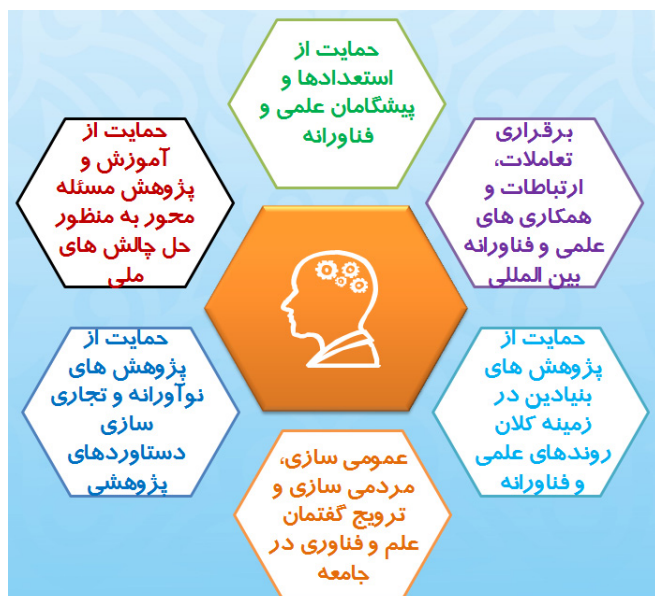 حمایت از
استعدادها و
پیشگامان علمی و
فناورانه
برقراری
تعاملات،
ارتباطات و
همکاری های
علمی و فناورانه
بین المللی
حمایت از
پژوهش های
بنیادین در
زمینه کلان
روندهای علمی
و فناورانه
عمومی سازی،
مردمی سازی و
ترویج گفتمان
علم و فناوری در
جامعه
حمایت از
پژوهش های
نوآورانه و تجاری
سازی
دستاوردهای
پژوهشی
حمایت از
آموزش و
پژوهش مسئله
محور به منظور
حل چالش های
ملی